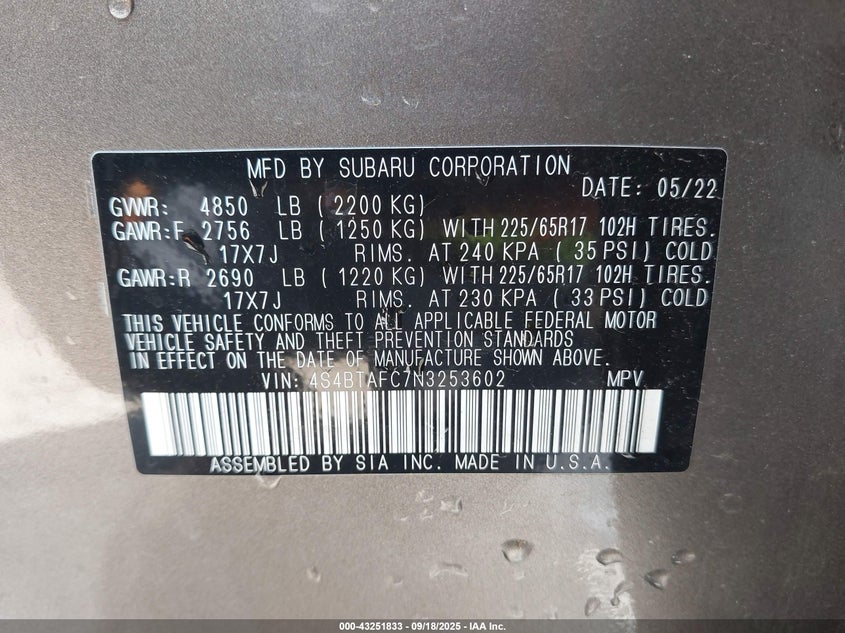 MFD BY SUBARU CORPORATION
DATE: 05/22
GVWR: 4850 LB ( 2200 KG)
GAWR:F 2756 LB ( 1250 KG) WITH 225/65R17 102H TIRES.
17X7J RIMS. AT 240 KPA ( 35 PSI) COLD
GAWR:R 2690 LB ( 1220 KG) WITH 225/65R17 102H TIRES.
17X7J RIMS. AT 230 KPA ( 33 PSI) COLD
THIS VEHICLE CONFORMS TO ALL APPLICABLE FEDERAL MOTOR
VEHICLE SAFETY AND THEFT PREVENTION STANDARDS
IN EFFECT ON THE DATE OF MANUFACTURE SHOWN ABOVE.
VIN: 4S4BTAFC7N3253602 MPV
ASSEMBLED BY SIA INC. MADE IN U.S.A.
000-43251833 - 09/18/2025 - IAA Inc.